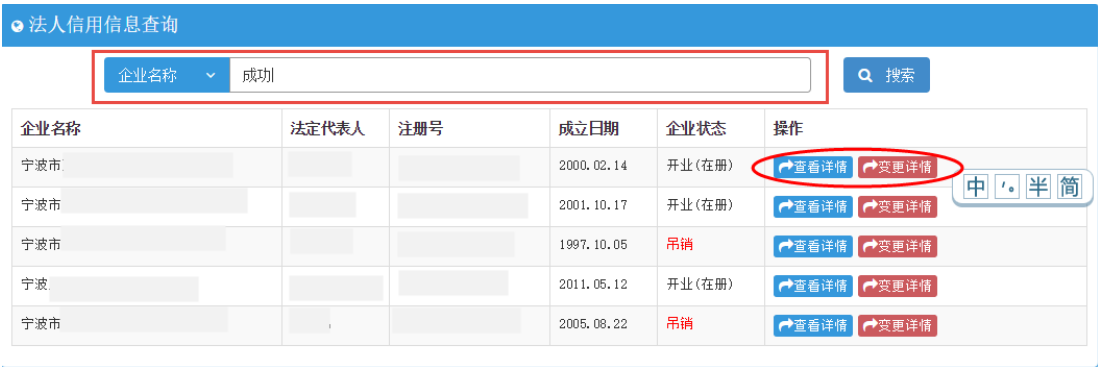 法人信用信息查询
企业名称 成功 搜索
企业名称 法定代表人 注册号 成立日期 企业状态 操作
宁波市 2000.02.14 开业(在册) 查看详情 变更详情
中 '。 半 简
宁波市 2001.10.17 开业(在册) 查看详情 变更详情
宁波市 1997.10.05 吊销 查看详情 变更详情
宁波 2011.05.12 开业(在册) 查看详情 变更详情
宁波市 2005.08.22 吊销 查看详情 变更详情